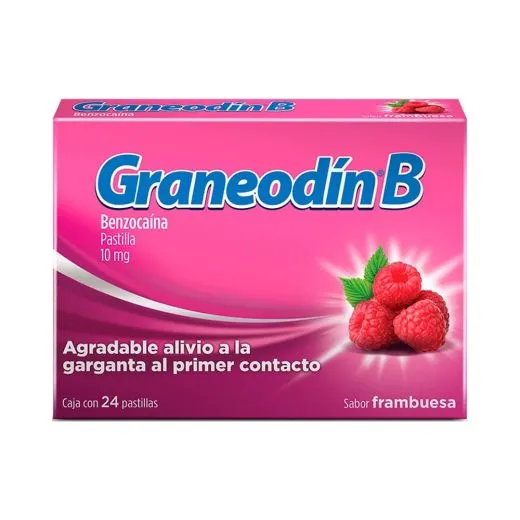 Graneodín B
Benzocaína
Sabor frambuesa
Graneodín® B
Benzocaína
Pastilla
10 mg
Agradable alivio a la
garganta al primer contacto
Caja con 24 pastillas
Sabor frambuesa